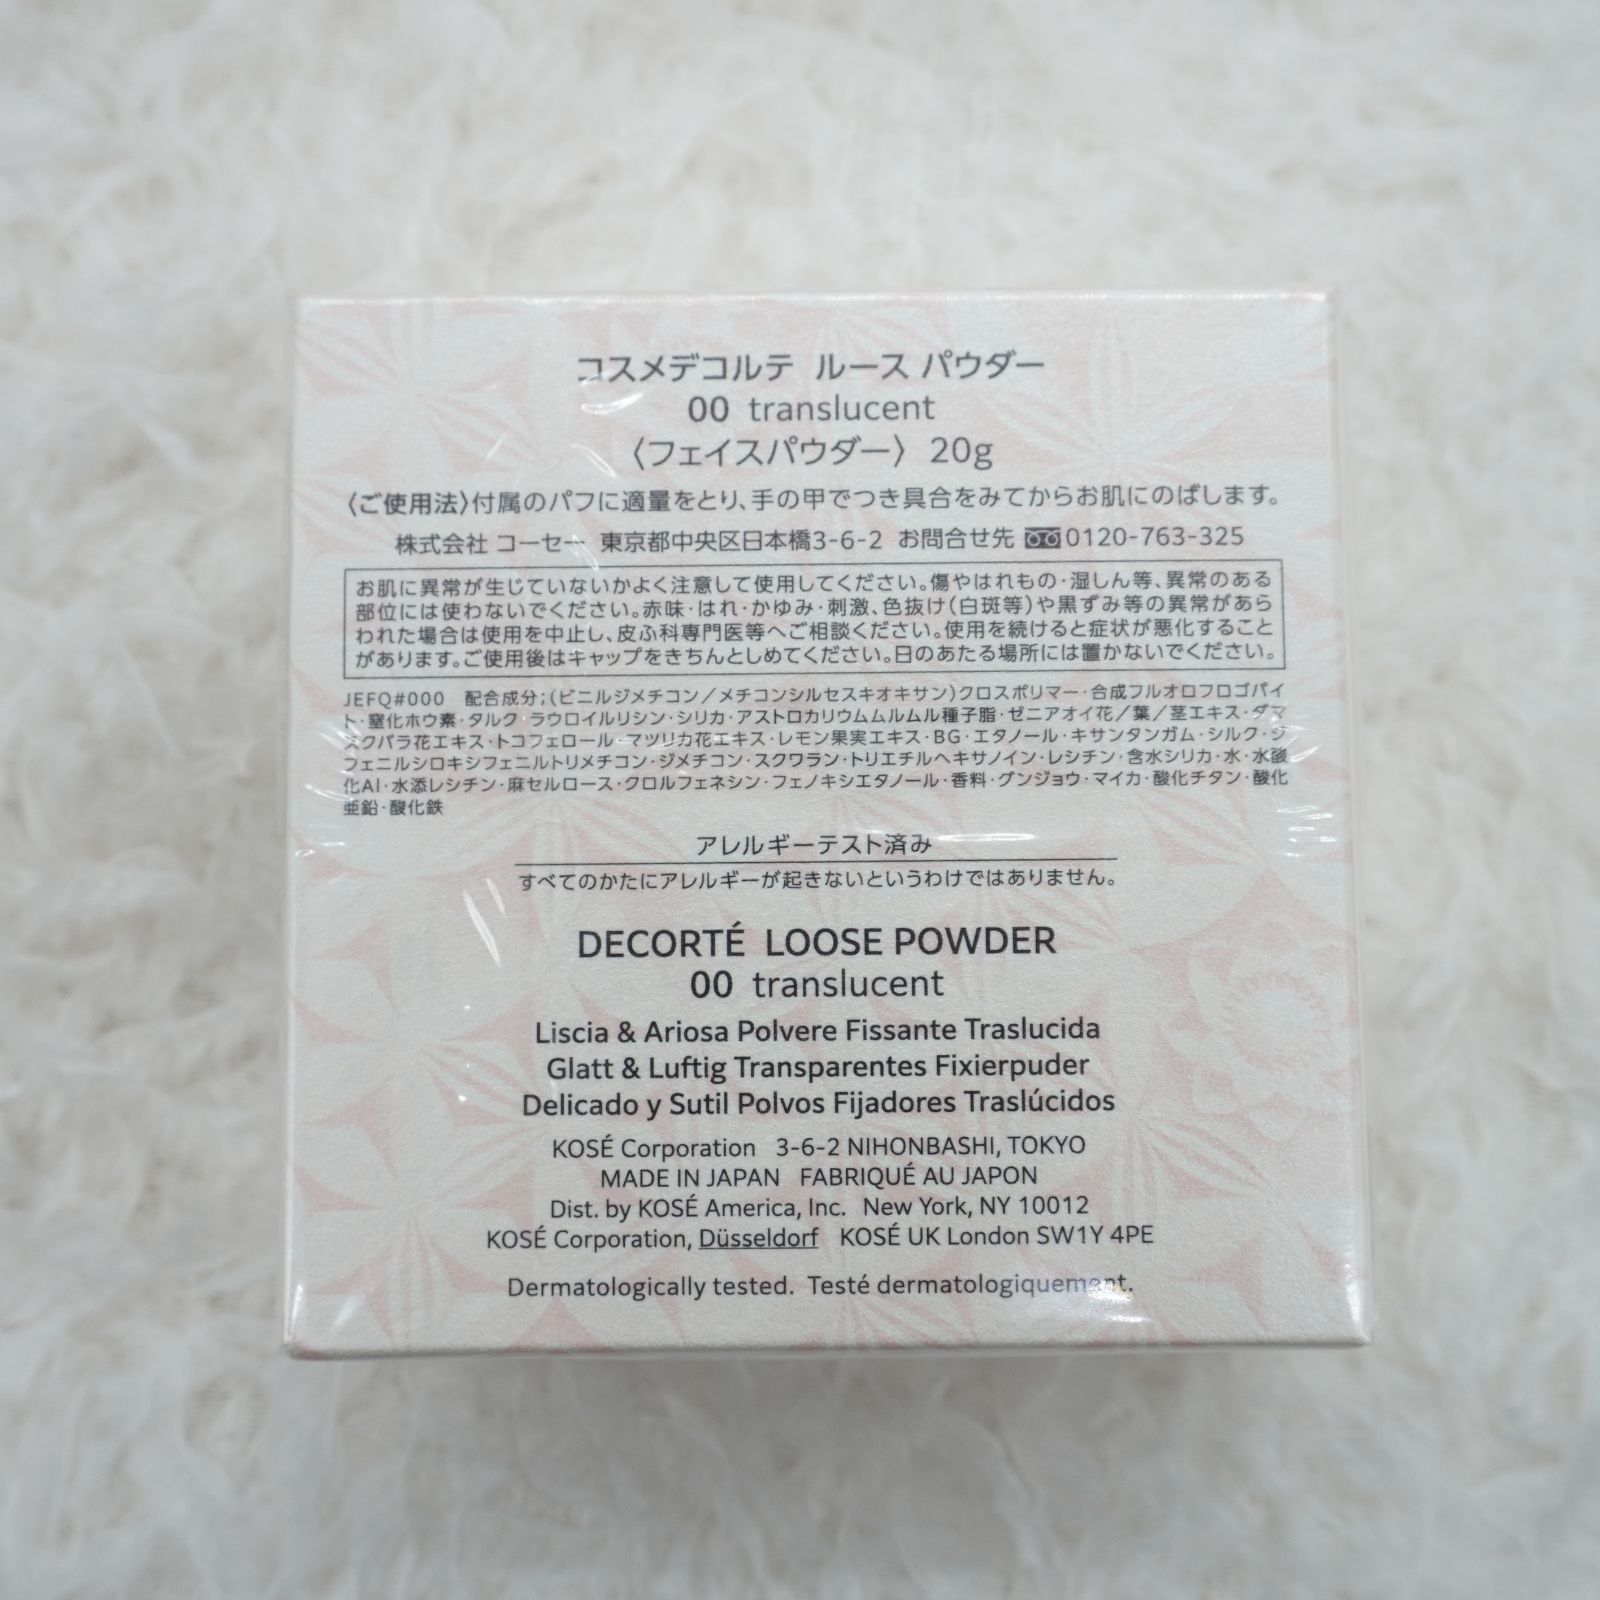 コスメデコルテ ルース パウダー
00 translucent
〈フェイスパウダー〉 20g
〈ご使用法〉付属のパフに適量をとり、手の甲でつき具合をみてからお肌にのばします。
株式会社 コーセー 東京都中央区日本橋3-6-2 お問合せ先 0120-763-325
お肌に異常が生じていないかよく注意して使用してください。傷やはれもの・湿しん等、異常のある
部位には使わないでください。赤味・はれ・かゆみ・刺激、色抜け(白斑等)や黒ずみ等の異常があら
われた場合は使用を中止し、皮ふ科専門医等へご相談ください。使用を続けると症状が悪化すること
があります。ご使用後はキャップをきちんとしめてください。日のあたる場所には置かないでください。
JEFQ#000 配合成分;(ビニルジメチコン/メチコンシルセスキオキサン)クロスポリマー・合成フルオロフロゴパイ
ト・窒化ホウ素・タルク・ラウロイルリシン・シリカ・アストロカリウムムルムル種子脂・ゼニアオイ花/葉/茎エキス・ダマ
スクバラ花エキス・トコフェロール・マツリカ花エキス・レモン果実エキス・BG・エタノール・キサンタンガム・シルク・ジ
フェニルシロキシフェニルトリメチコン・ジメチコン・スクワラン・トリエチルヘキサノイン・レシチン・含水シリカ・水・水酸
化Al・水添レシチン・麻セルロース・クロルフェネシン・フェノキシエタノール・香料・グンジョウ・マイカ・酸化チタン・酸化
亜鉛・酸化鉄
アレルギーテスト済み
すべてのかたにアレルギーが起きないというわけではありません。
DECORTÉ LOOSE POWDER
00 translucent
Liscia & Ariosa Polvere Fissante Traslucida
Glatt & Luftig Transparentes Fixierpuder
Delicado y Sutil Polvos Fijadores Traslúcidos
KOSÉ Corporation 3-6-2 NIHONBASHI, TOKYO
MADE IN JAPAN FABRIQUÉ AU JAPON
Dist. by KOSÉ America, Inc. New York, NY 10012
KOSÉ Corporation, Düsseldorf KOSÉ UK London SW1Y 4PE
Dermatologically tested. Testé dermatologiquement.